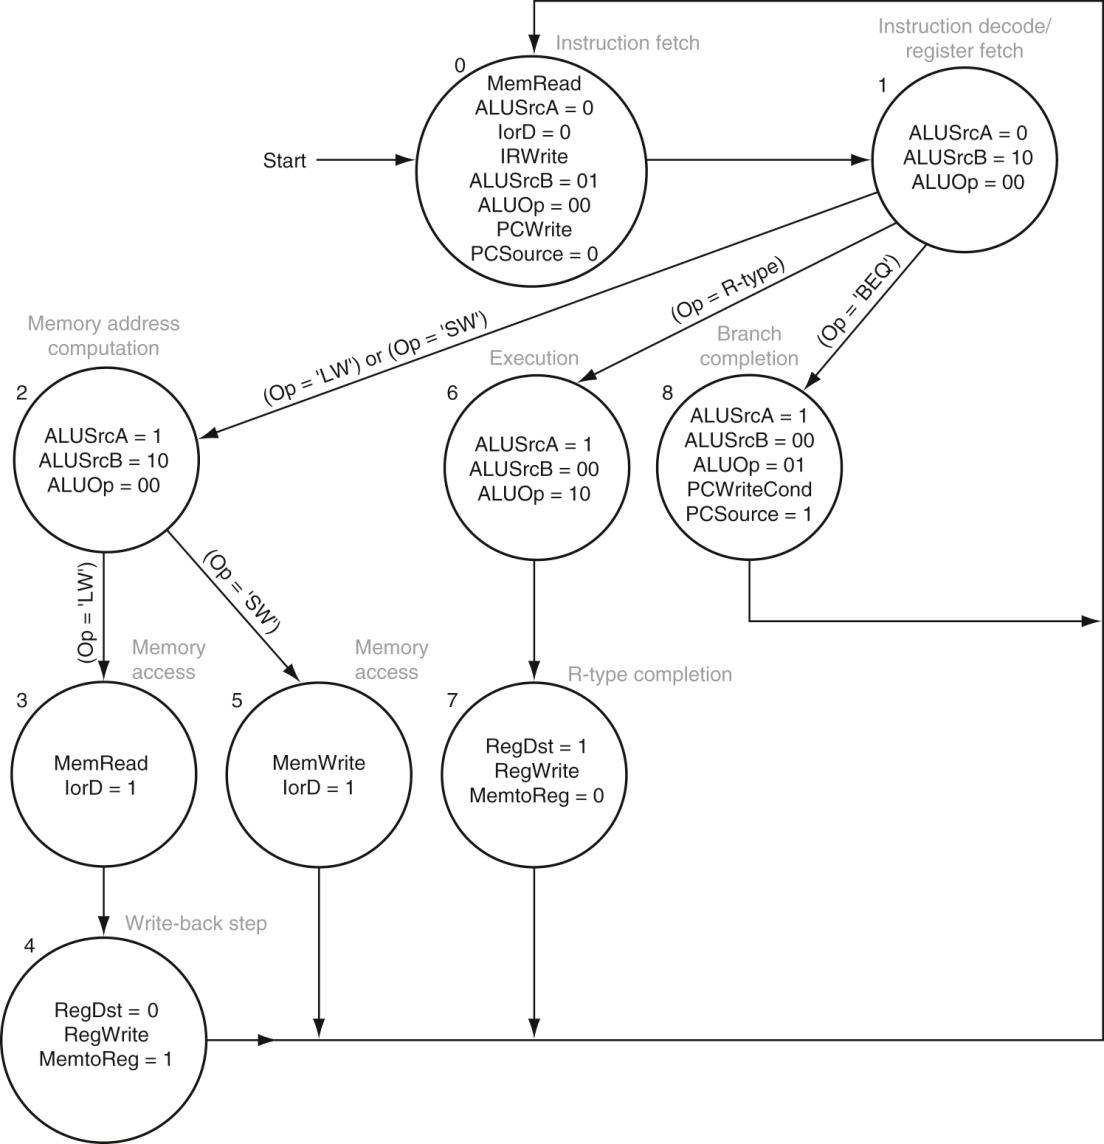 Instruction fetch
0
MemRead
ALUSrcA = 0
IorD = 0
IRWrite
ALUSrcB = 01
ALUOp = 00
PCWrite
PCSource = 0
Start
Instruction decode/
register fetch
1
ALUSrcA = 0
ALUSrcB = 10
ALUOp = 00
(Op = 'LW') or (Op = 'SW')
(Op = R-type)
(Op = 'BEQ')
Memory address
computation
2
ALUSrcA = 1
ALUSrcB = 10
ALUOp = 00
Execution
6
ALUSrcA = 1
ALUSrcB = 00
ALUOp = 10
Branch
completion
8
ALUSrcA = 1
ALUSrcB = 00
ALUOp = 01
PCWriteCond
PCSource = 1
(Op = 'LW')
(Op = 'SW')
Memory
access
3
MemRead
IorD = 1
Memory
access
5
MemWrite
IorD = 1
R-type completion
7
RegDst = 1
RegWrite
MemtoReg = 0
Write-back step
4
RegDst = 0
RegWrite
MemtoReg = 1